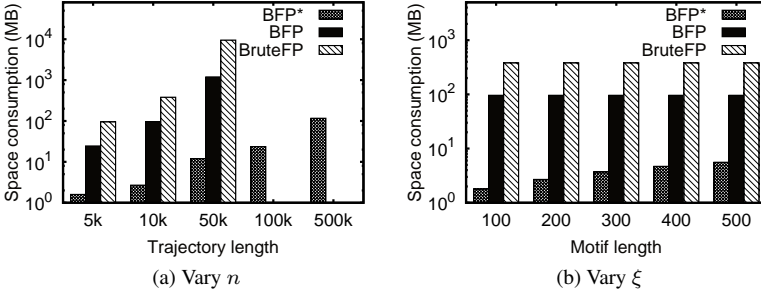 Space consumption (MB)
10^4
10^3
10^2
10^1
10^0
BFP*
BFP
BruteFP
5k 10k 50k 100k 500k
Trajectory length
(a) Vary n
Space consumption (MB)
10^3
10^2
10^1
10^0
BFP*
BFP
BruteFP
100 200 300 400 500
Motif length
(b) Vary ξ